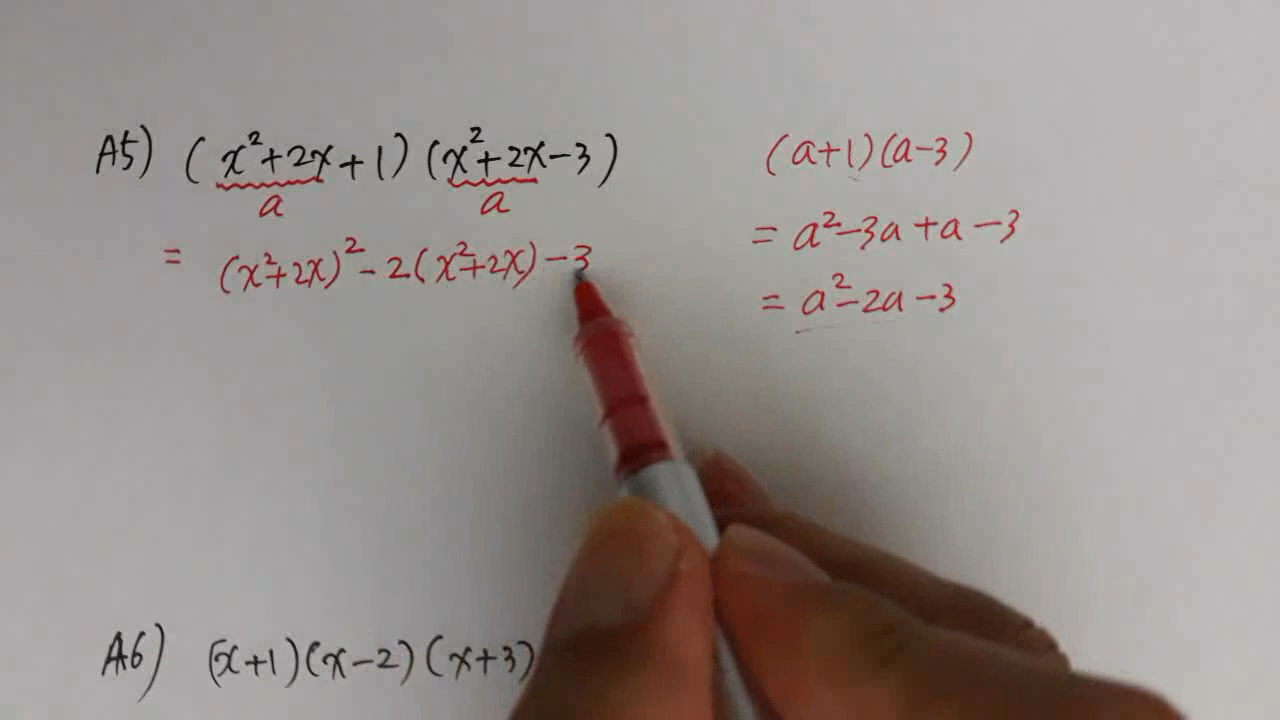 A5) (x²+2x+1)(x²+2x-3)
a a
= (x²+2x)²-2(x²+2x)-3
(a+1)(a-3)
= a²-3a+a-3
= a²-2a-3
A6) (x+1)(x-2)(x+3)